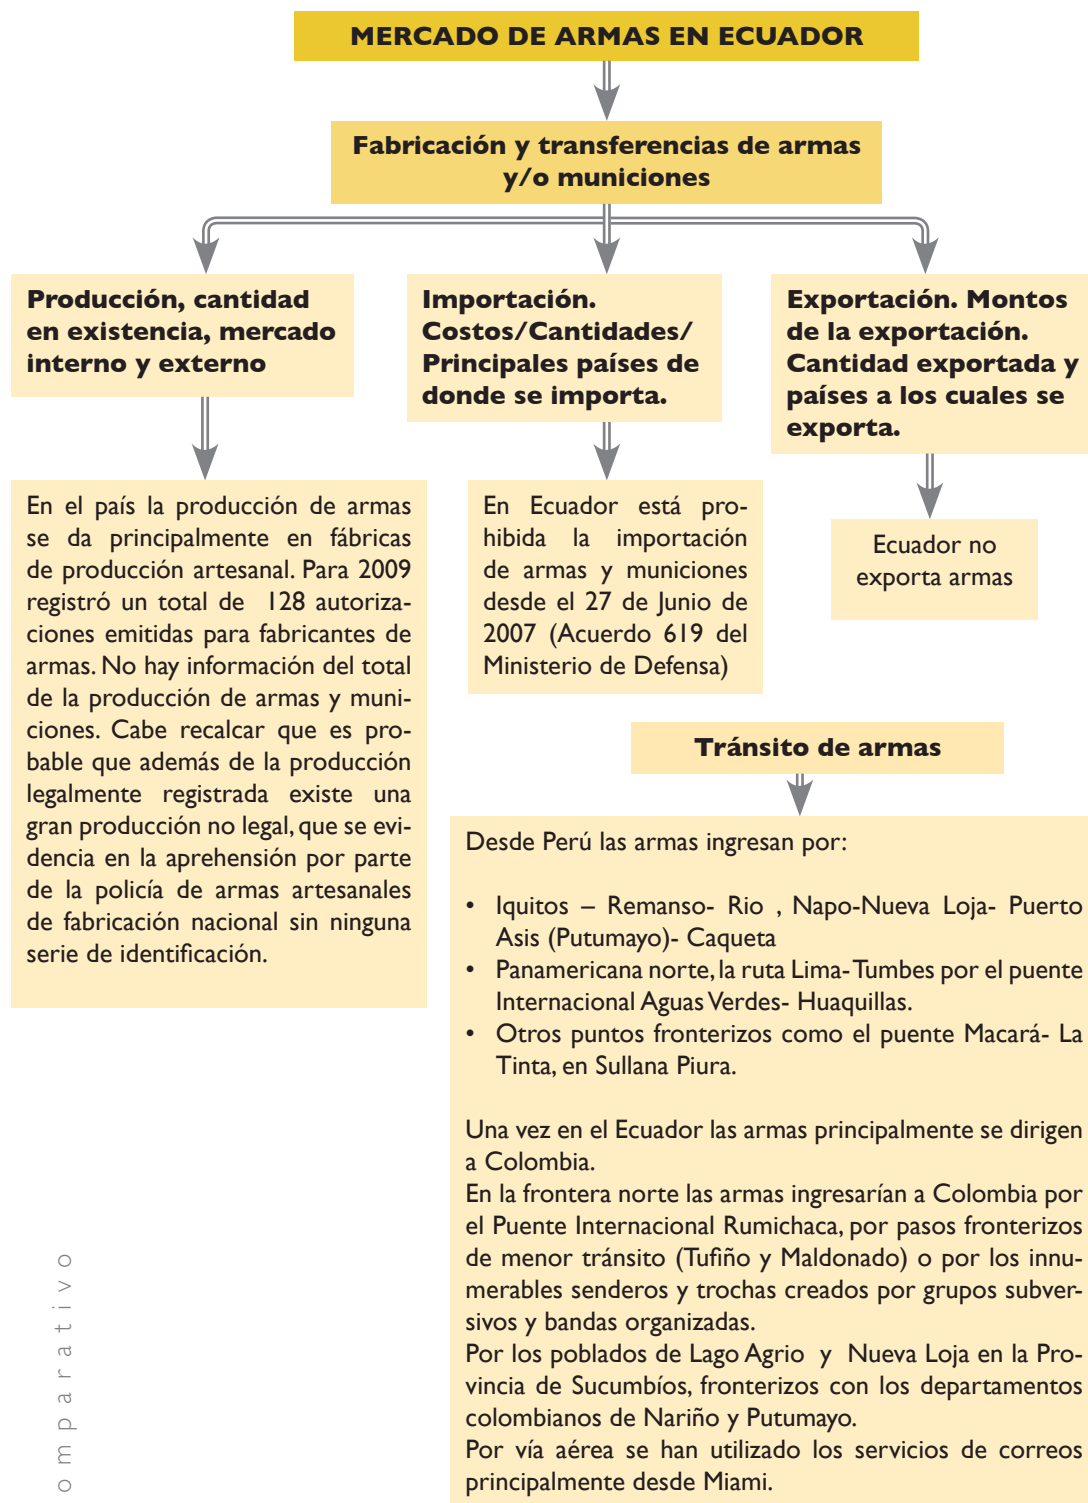 MERCADO DE ARMAS EN ECUADOR
Fabricación y transferencias de armas
y/o municiones
Producción, cantidad
en existencia, mercado
interno y externo
Importación.
Costos/Cantidades/
Principales países de
donde se importa.
Exportación. Montos
de la exportación.
Cantidad exportada y
países a los cuales se
exporta.
En el país la producción de armas
se da principalmente en fábricas
de producción artesanal. Para 2009
registró un total de 128 autoriza-
ciones emitidas para fabricantes de
armas. No hay información del total
de la producción de armas y muni-
ciones. Cabe recalcar que es pro-
bable que además de la producción
legalmente registrada existe una
gran producción no legal, que se evi-
dencia en la aprehensión por parte
de la policía de armas artesanales
de fabricación nacional sin ninguna
serie de identificación.
En Ecuador está pro-
hibida la importación
de armas y municiones
desde el 27 de Junio de
2007 (Acuerdo 619 del
Ministerio de Defensa)
Ecuador no
exporta armas
Tránsito de armas
Desde Perú las armas ingresan por:
• Iquitos – Remanso- Rio , Napo-Nueva Loja- Puerto
Asis (Putumayo)- Caqueta
• Panamericana norte, la ruta Lima- Tumbes por el puente
Internacional Aguas Verdes- Huaquillas.
• Otros puntos fronterizos como el puente Macará- La
Tinta, en Sullana Piura.
Una vez en el Ecuador las armas principalmente se dirigen
a Colombia.
En la frontera norte las armas ingresarían a Colombia por
el Puente Internacional Rumichaca, por pasos fronterizos
de menor tránsito (Tufiño y Maldonado) o por los innu-
merables senderos y trochas creados por grupos subver-
sivos y bandas organizadas.
Por los poblados de Lago Agrio y Nueva Loja en la Pro-
vincia de Sucumbíos, fronterizos con los departamentos
colombianos de Nariño y Putumayo.
Por vía aérea se han utilizado los servicios de correos
principalmente desde Miami.
omparativo